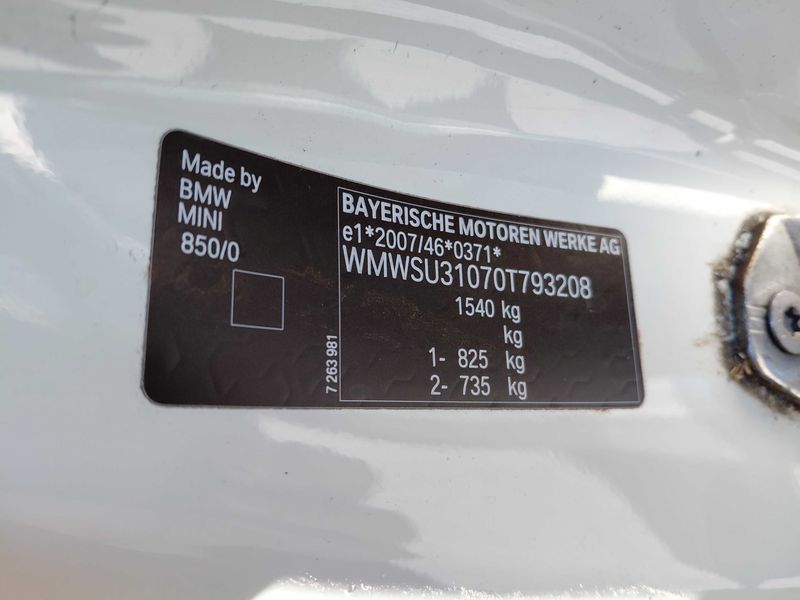 Made by
BMW
MINI
850/0
BAYERISCHE MOTOREN WERKE AG
e1*2007/46*0371*
WMWSU31070T793208
1540 kg
kg
1- 825 kg
2- 735 kg
7 263 981